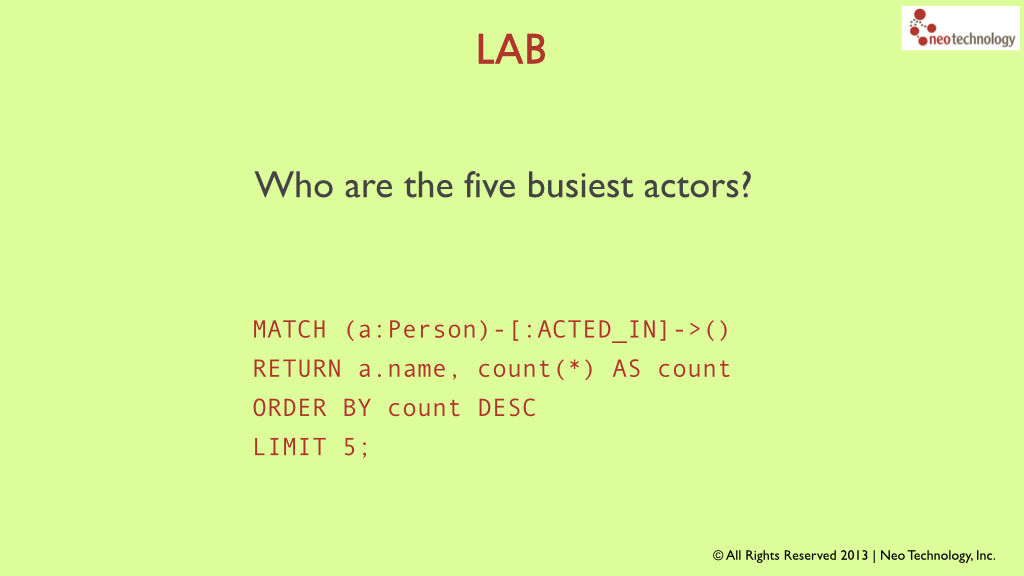 neotechnology
LAB
Who are the five busiest actors?
MATCH (a:Person)-[:ACTED_IN]->()
RETURN a.name, count(*) AS count
ORDER BY count DESC
LIMIT 5;
© All Rights Reserved 2013 | Neo Technology, Inc.